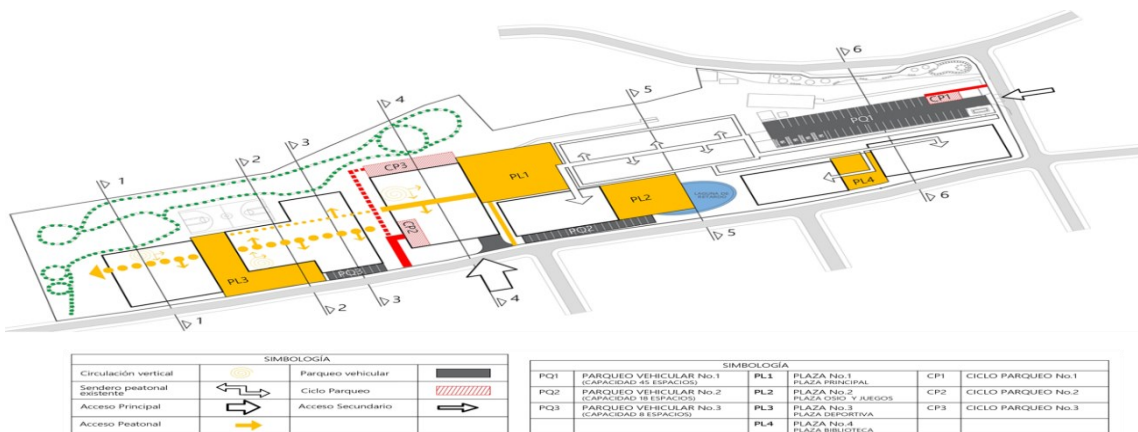 6
5
4
3
2
1
CP1
PQ1
CP3
PL1
PL4
PL2
LAGUNA DE
CP2
PQ2
PL3
PQ3
6
5
4
3
2
1
SIMBOLOGÍA
Circulación vertical
Parqueo vehicular
Sendero peatonal
existente
Ciclo Parqueo
Acceso Principal
Acceso Secundario
Acceso Peatonal
SIMBOLOGÍA
PQ1 PARQUEO VEHICULAR No.1 PL1 PLAZA No.1 CP1 CICLO PARQUEO No.1
(CAPACIDAD 45 ESPACIOS) PLAZA PRINCIPAL
PQ2 PARQUEO VEHICULAR No.2 PL2 PLAZA No.2 CP2 CICLO PARQUEO No.2
(CAPACIDAD 18 ESPACIOS) PLAZA OSIO Y JUEGOS
PQ3 PARQUEO VEHICULAR No.3 PL3 PLAZA No.3 CP3 CICLO PARQUEO No.3
(CAPACIDAD 8 ESPACIOS) PLAZA DEPORTIVA
PL4 PLAZA No.4
PLAZA BIBLIOTECA